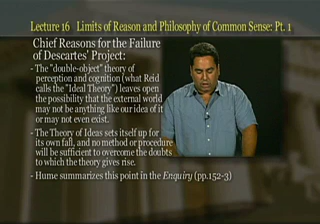 Lecture 16 Limits of Reason and Philosophy of Common Sense: Pt. 1
Chief Reasons for the Failure
of Descartes' Project:
- The "double-object" theory of
perception and cognition (what Reid
calls the "Ideal Theory") leaves open
the possibility that the external world
may not be anything like our idea of it
or may not even exist.
- The Theory of Ideas sets itself up for
its own fall, and no method or procedure
will be sufficient to overcome the doubts
to which the theory gives rise.
- Hume summarizes this point in the Enquiry (pp.152-3)